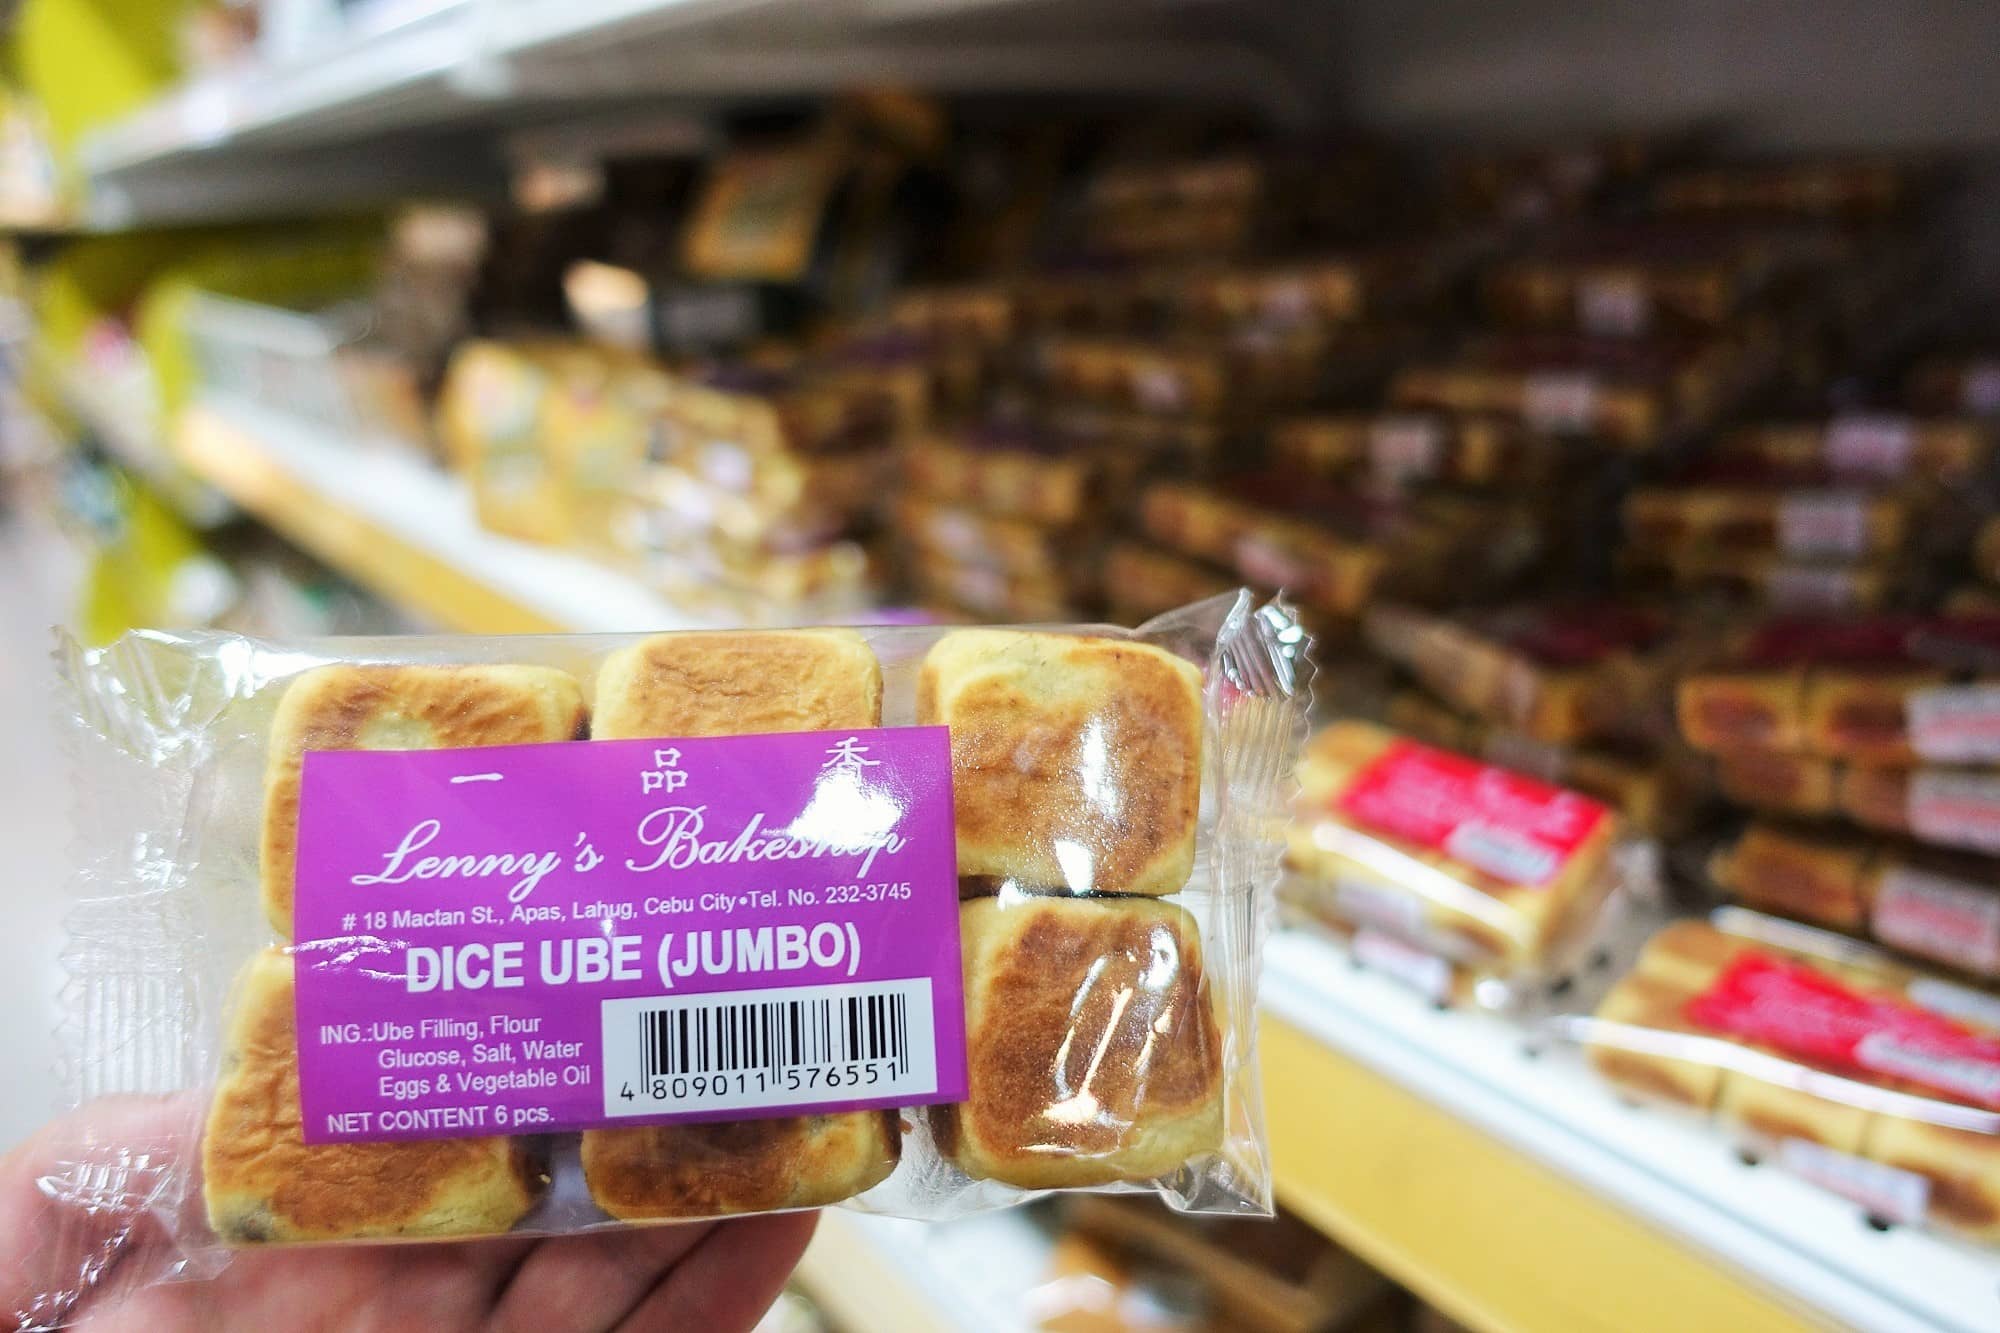 一 品 香
Lenny's Bakeshop
# 18 Mactan St., Apas, Lahug, Cebu City•Tel. No. 232-3745
DICE UBE (JUMBO)
ING.:Ube Filling, Flour
Glucose, Salt, Water
Eggs & Vegetable Oil
NET CONTENT 6 pcs.
4 809011 576551